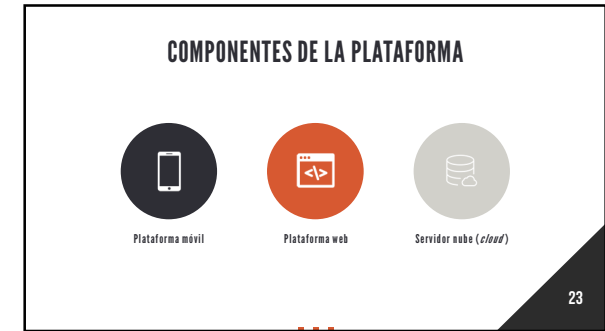 COMPONENTES DE LA PLATAFORMA
</>
Plataforma móvil
Plataforma web
Servidor nube (cloud)
23